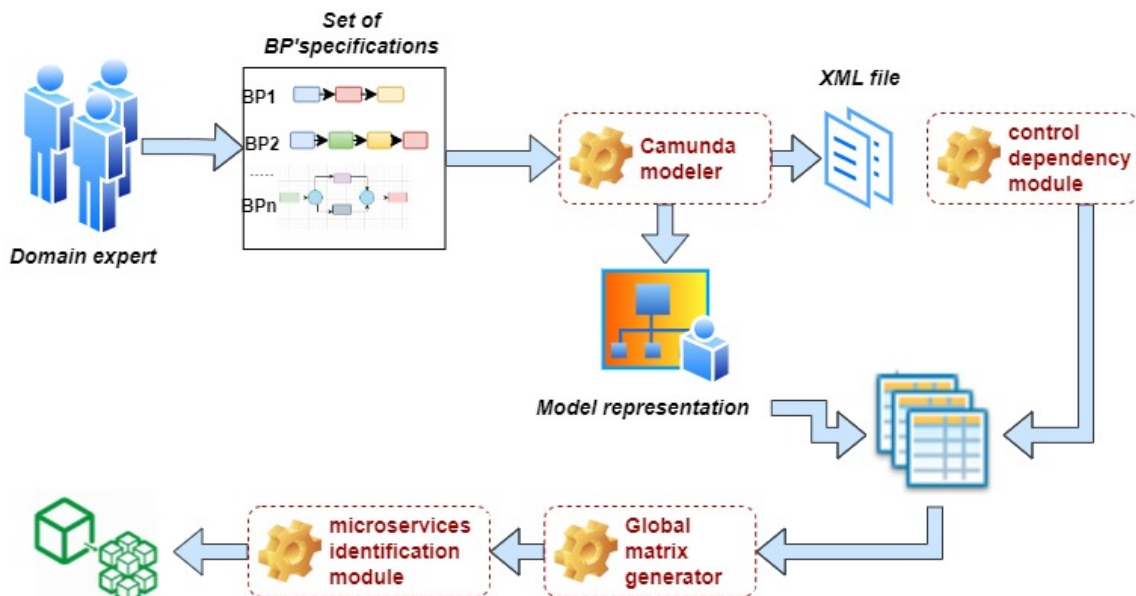 Set of
BP'specifications
BP1
BP2
.....
BPn
Domain expert
Camunda
modeler
XML file
control
dependency
module
Model representation
microservices
identification
module
Global
matrix
generator